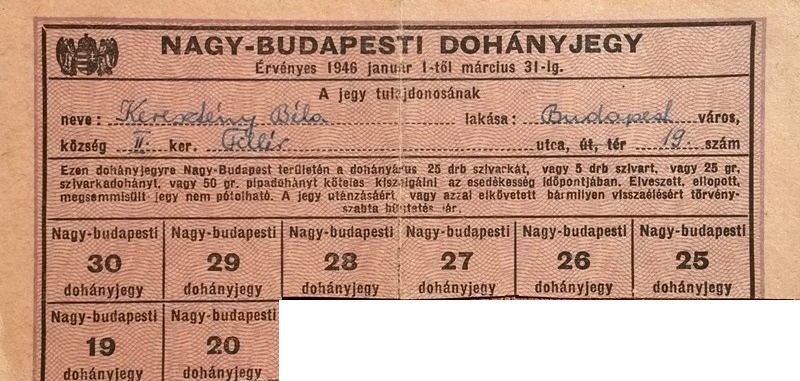 NAGY-BUDAPESTI DOHÁNYJEGY
Érvényes 1946 január 1-től március 31-ig.
A jegy tulajdonosának
neve: Keresztény Béla lakása: Budapest város,
község II. ker. Fillér utca, út, tér 19 szám
Ezen dohányjegyre Nagy-Budapest területén a dohányárus 25 drb szivarkát, vagy 5 drb szivart, vagy 25 gr.
szivarkadohányt, vagy 50 gr. pipadohányt köteles kiszolgálni az esedékesség időpontjában. Elveszett, ellopott,
megsemmisült jegy nem pótolható. A jegy utánzásáért, vagy azzal elkövetett bármilyen visszaélésért törvény-
szabta büntetés jár.
Nagy-budapesti Nagy-budapesti Nagy-budapesti Nagy-budapesti Nagy-budapesti Nagy-budapesti
30 29 28 27 26 25
dohányjegy dohányjegy dohányjegy dohányjegy dohányjegy dohányjegy
Nagy-budapesti Nagy-budapesti
19 20
dohányjegy dohányjegy